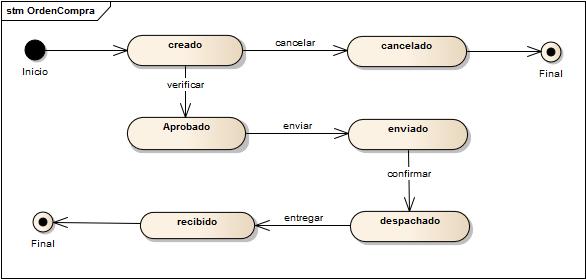 stm OrdenCompra
creado
cancelar
cancelado
Inicio
Final
verificar
Aprobado
enviar
enviado
confirmar
recibido
entregar
despachado
Final